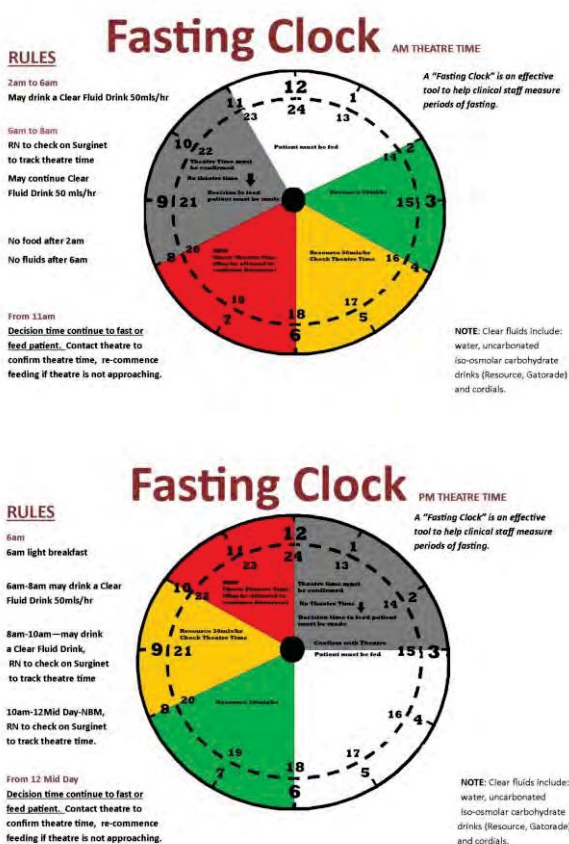 Fasting Clock AM THEATRE TIME
RULES
2am to 6am
May drink a Clear Fluid Drink 50mls/hr
6am to 8am
RN to check on Surginet
to track theatre time
May continue Clear
Fluid Drink 50 mls/hr
No food after 2am
No fluids after 6am
From 11am
Decision time continue to fast or
feed patient. Contact theatre to
confirm theatre time, re-commence
feeding if theatre is not approaching.
A "Fasting Clock" is an effective
tool to help clinical staff measure
periods of fasting.
12
24
1
13
2
14
3
15
4
16
5
17
6
18
7
19
8
20
9
21
10
22
11
23
Patient must be fed
Resource 50mls/hr
Resource 50mls/hr
Check Theatre Time
Check Theatre Time
Theatre Time must
be confirmed
No theatre time
Decision to feed
patient must be made
NOTE: Clear fluids include:
water, uncarbonated
iso-osmolar carbohydrate
drinks (Resource, Gatorade)
and cordials.
Fasting Clock PM THEATRE TIME
RULES
6am
6am light breakfast
6am-8am may drink a Clear
Fluid Drink 50mls/hr
8am-10am—may drink
a Clear Fluid Drink,
RN to check on Surginet
to track theatre time
10am-12Mid Day-NBM,
RN to check on Surginet
to track theatre time.
From 12 Mid Day
Decision time continue to fast or
feed patient. Contact theatre to
confirm theatre time, re-commence
feeding if theatre is not approaching.
A "Fasting Clock" is an effective
tool to help clinical staff measure
periods of fasting.
12
24
1
13
2
14
15 3
16
4
17
5
18
6
19
7
20
8
9 21
10
22
11
23
Theatre time must
be confirmed
No Theatre Time
Decision time to feed patient
must be made
Confirm with Theatre
Patient must be fed
Resource 50mls/hr
Resource 50mls/hr
Check Theatre Time
Check Theatre Time
NOTE: Clear fluids include:
water, uncarbonated
iso-osmolar carbohydrate
drinks (Resource, Gatorade)
and cordials.